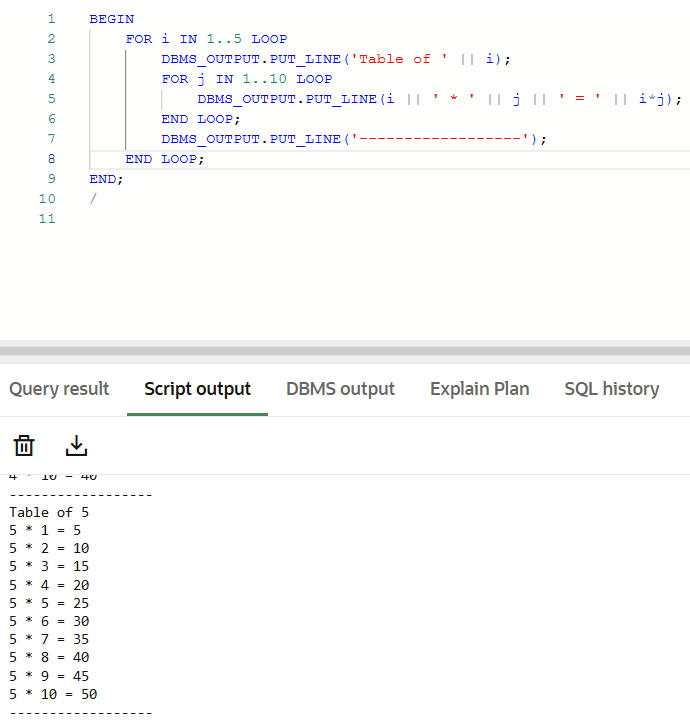 1 BEGIN
2 FOR i IN 1..5 LOOP
3 DBMS_OUTPUT.PUT_LINE('Table of ' || i);
4 FOR j IN 1..10 LOOP
5 DBMS_OUTPUT.PUT_LINE(i || ' * ' || j || ' = ' || i*j);
6 END LOOP;
7 DBMS_OUTPUT.PUT_LINE('------------------');
8 END LOOP;
9 END;
10 /
11
Query result Script output DBMS output Explain Plan SQL history
4 * 10 = 40
------------------
Table of 5
5 * 1 = 5
5 * 2 = 10
5 * 3 = 15
5 * 4 = 20
5 * 5 = 25
5 * 6 = 30
5 * 7 = 35
5 * 8 = 40
5 * 9 = 45
5 * 10 = 50
------------------